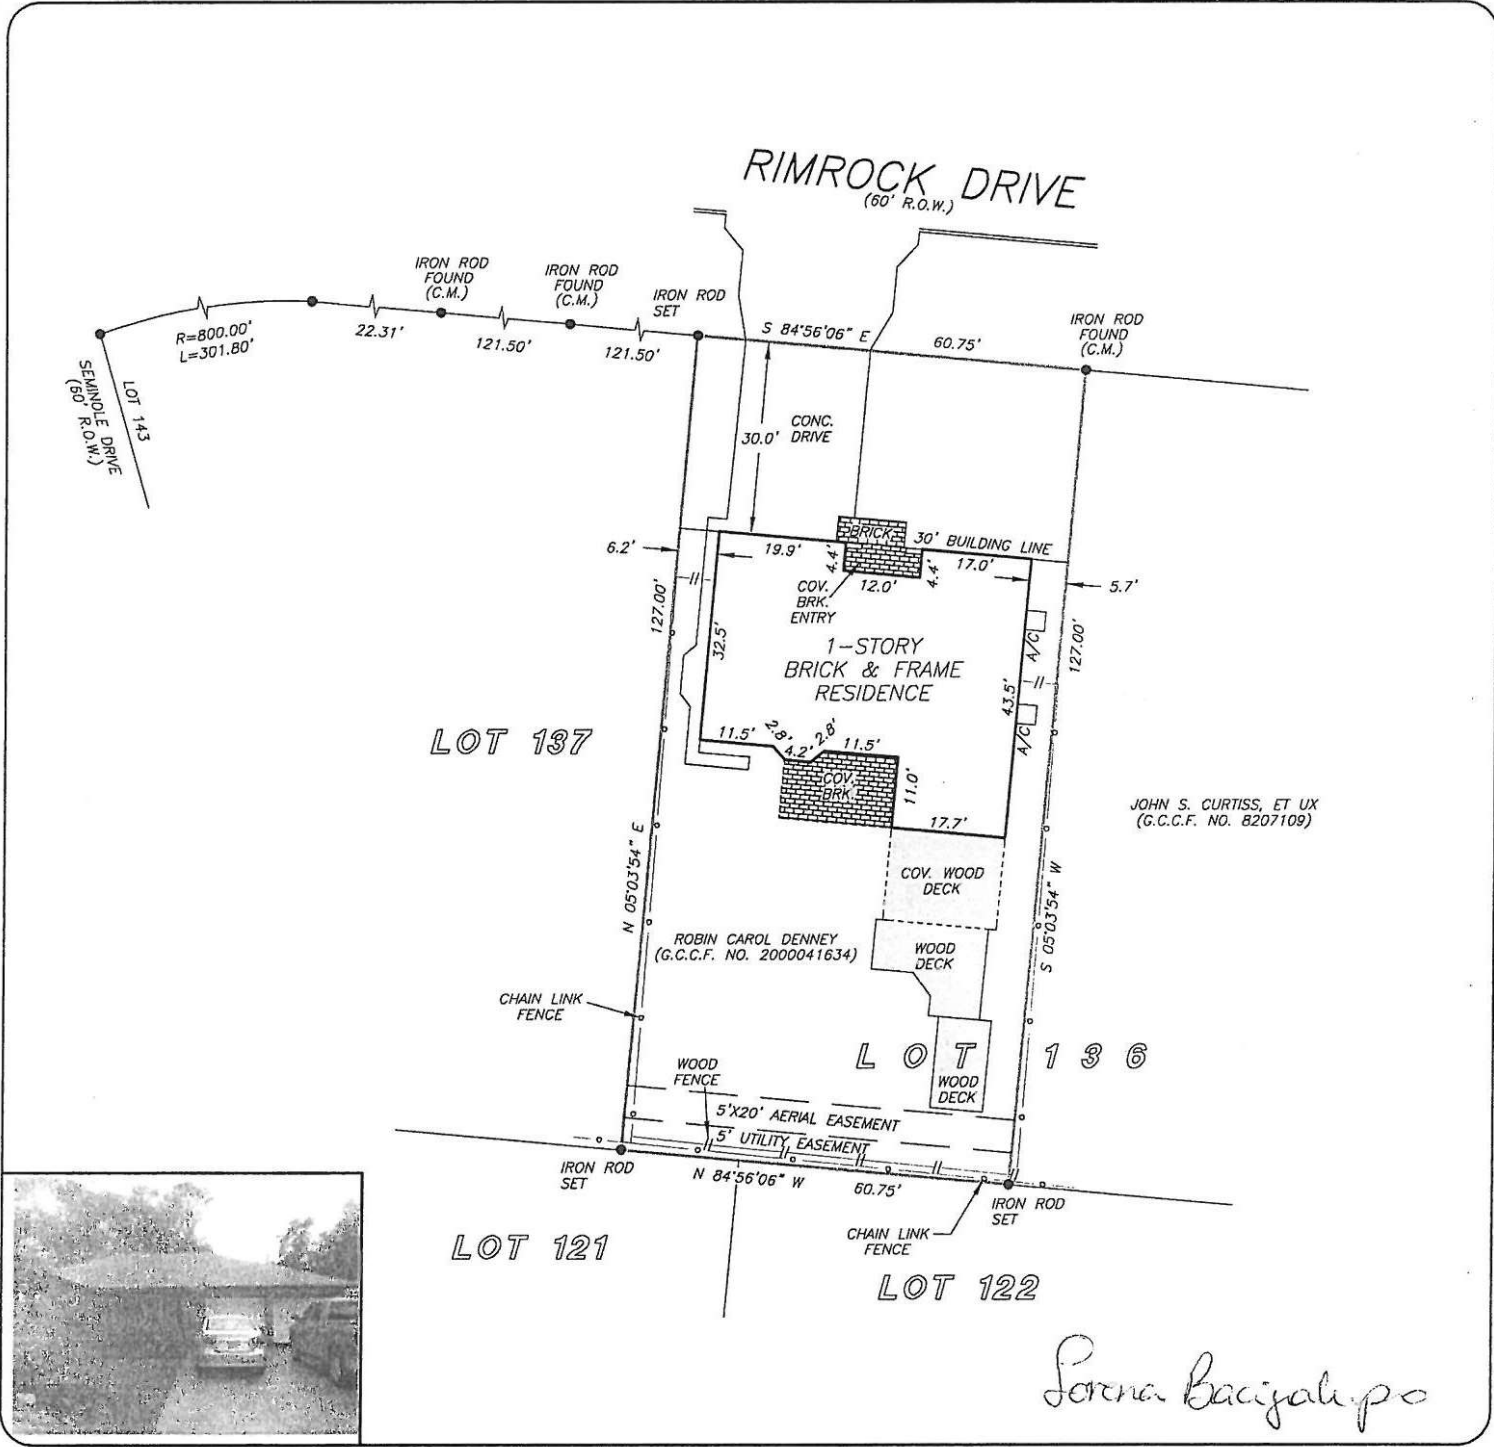 RIMROCK DRIVE
(60' R.O.W.)
IRON ROD
FOUND
(C.M.)
IRON ROD
FOUND
(C.M.)
IRON ROD
SET
IRON ROD
FOUND
(C.M.)
R=800.00'
L=301.80'
22.31'
121.50'
121.50'
S 84°56'06" E
60.75'
LOT 143
SEMINOLE DRIVE
(60' R.O.W.)
30.0'
CONC.
DRIVE
BRICK
30' BUILDING LINE
6.2'
19.9'
4.4'
12.0'
4.4'
17.0'
5.7'
COV.
BRK.
ENTRY
127.00'
32.5'
1-STORY
BRICK & FRAME
RESIDENCE
A/C
127.00'
43.5'
A/C
LOT 137
11.5'
2.8'
4.2'
2.8'
11.5'
COV.
BRK.
11.0'
17.7'
JOHN S. CURTISS, ET UX
(G.C.C.F. NO. 8207109)
N 05°03'54" E
COV. WOOD
DECK
S 05°03'54" W
ROBIN CAROL DENNEY
(G.C.C.F. NO. 2000041634)
WOOD
DECK
CHAIN LINK
FENCE
LOT 136
WOOD
FENCE
WOOD
DECK
5'X20' AERIAL EASEMENT
5' UTILITY EASEMENT
IRON ROD
SET
N 84°56'06" W
60.75'
IRON ROD
SET
CHAIN LINK
FENCE
LOT 121
LOT 122
Lorena Bacigalupo